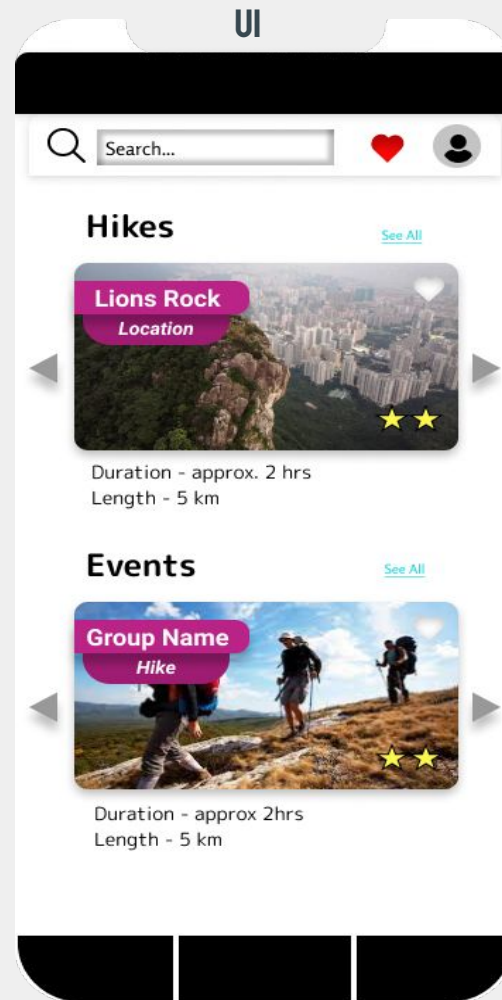 UI
Search...
Hikes
See All
Lions Rock
Location
Duration - approx. 2 hrs
Length - 5 km
Events
See All
Group Name
Hike
Duration - approx 2hrs
Length - 5 km